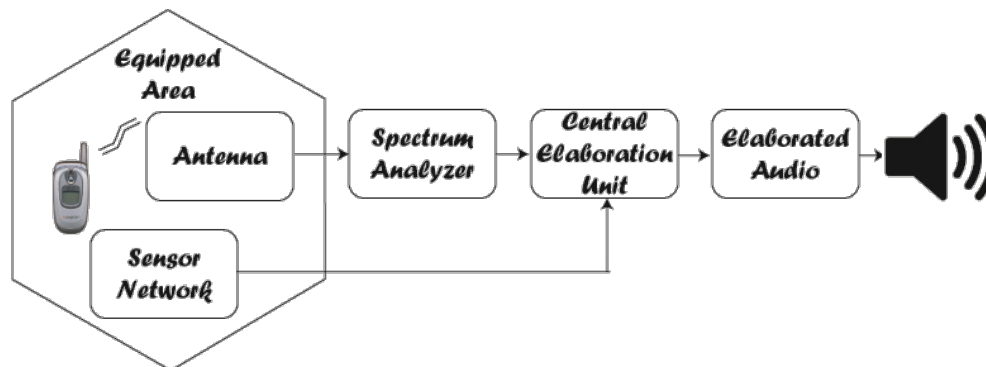 Equipped
Area
Antenna
Spectrum
Analyzer
Central
Elaboration
Unit
Elaborated
Audio
Sensor
Network